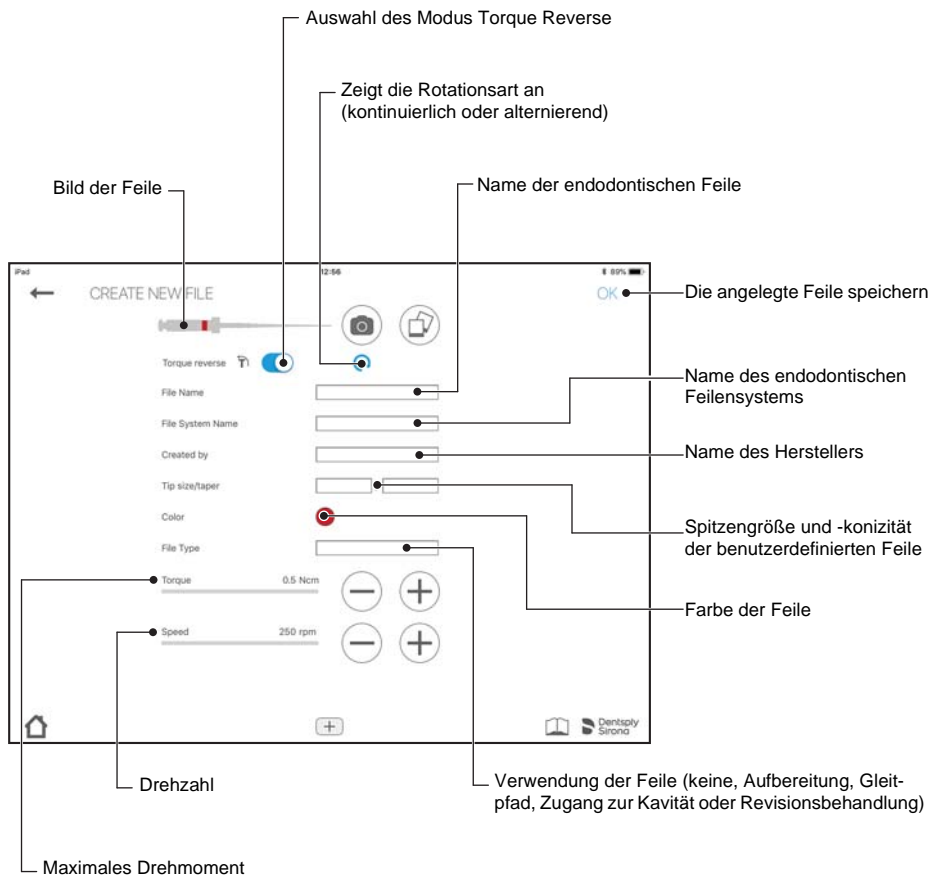 Auswahl des Modus Torque Reverse
Zeigt die Rotationsart an
(kontinuierlich oder alternierend)
Bild der Feile
Name der endodontischen Feile
iPad
12:56
89%
CREATE NEW FILE
OK
Die angelegte Feile speichern
Torque reverse
File Name
Name des endodontischen
Feilensystems
File System Name
Created by
Name des Herstellers
Tip size/taper
Spitzengröße und -konizität
der benutzerdefinierten Feile
Color
Farbe der Feile
File Type
Torque 0.5 Ncm
Speed 250 rpm
Dentsply
Sirona
Drehzahl
Verwendung der Feile (keine, Aufbereitung, Gleit-
pfad, Zugang zur Kavität oder Revisionsbehandlung)
Maximales Drehmoment